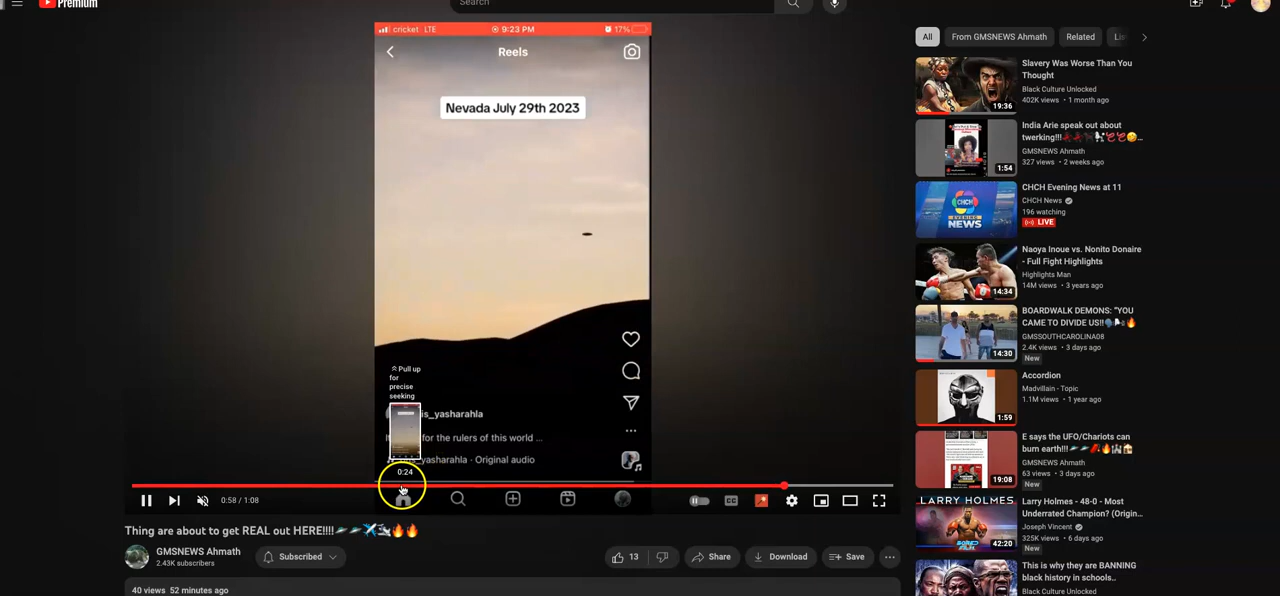 Premium
Search
cricket LTE
9:23 PM
17%
Reels
Nevada July 29th 2023
Pull up
for
precise
seeking
is_yasharahla
for the rulers of this world ...
yasharahla · Original audio
0:24
0:58 / 1:08
CC
Thing are about to get REAL out HERE!!!!
GMSNEWS Ahmath
2.43K subscribers
Subscribed
13
Share
Download
Save
40 views 52 minutes ago
All
From GMSNEWS Ahmath
Related
Slavery Was Worse Than You
Thought
Black Culture Unlocked
402K views · 1 month ago
19:36
India Arie speak out about
twerking!!!
GMSNEWS Ahmath
327 views · 2 weeks ago
1:54
CHCH
EVENING
NEWS
CHCH Evening News at 11
CHCH News
196 watching
LIVE
Naoya Inoue vs. Nonito Donaire
- Full Fight Highlights
Highlights Man
14M views · 3 years ago
14:34
BOARDWALK DEMONS: "YOU
CAME TO DIVIDE US!!
GMSSOUTHCAROLINA08
2.4K views · 3 days ago
New
14:30
Accordion
Madvillain - Topic
1.1M views · 1 year ago
1:59
E says the UFO/Chariots can
burn earth!!!
GMSNEWS Ahmath
63 views · 3 days ago
New
19:08
LARRY HOLMES
Larry Holmes - 48-0 - Most
Underrated Champion? (Origin...
Joseph Vincent
325K views · 6 days ago
New
42:20
This is why they are BANNING
black history in schools..
Black Culture Unlocked